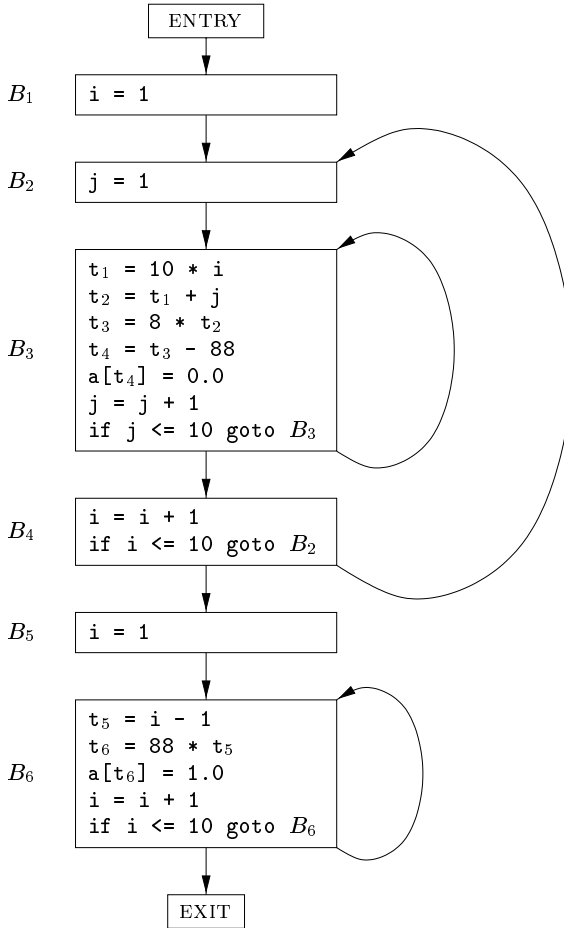 ENTRY
B₁
i = 1
B₂
j = 1
B₃
t₁ = 10 * i
t₂ = t₁ + j
t₃ = 8 * t₂
t₄ = t₃ - 88
a[t₄] = 0.0
j = j + 1
if j <= 10 goto B₃
B₄
i = i + 1
if i <= 10 goto B₂
B₅
i = 1
B₆
t₅ = i - 1
t₆ = 88 * t₅
a[t₆] = 1.0
i = i + 1
if i <= 10 goto B₆
EXIT